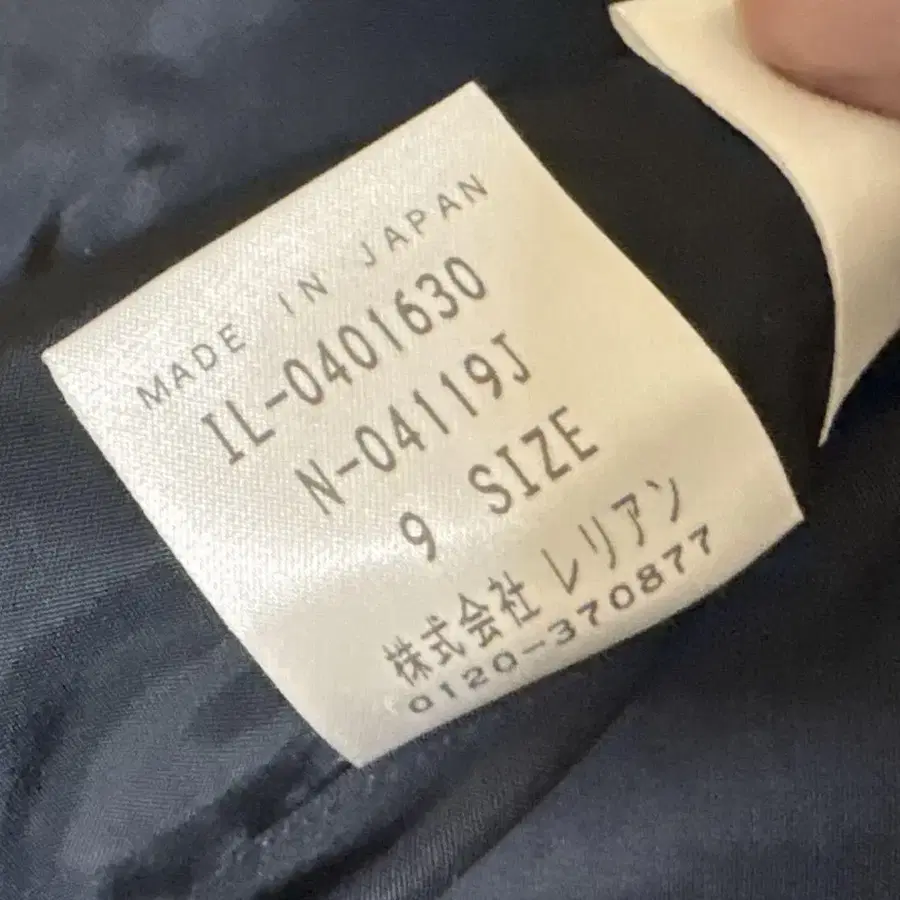 MADE IN JAPAN
IL-0401630
N-04119J
9 SIZE
株式会社 レリアン
0120-370877